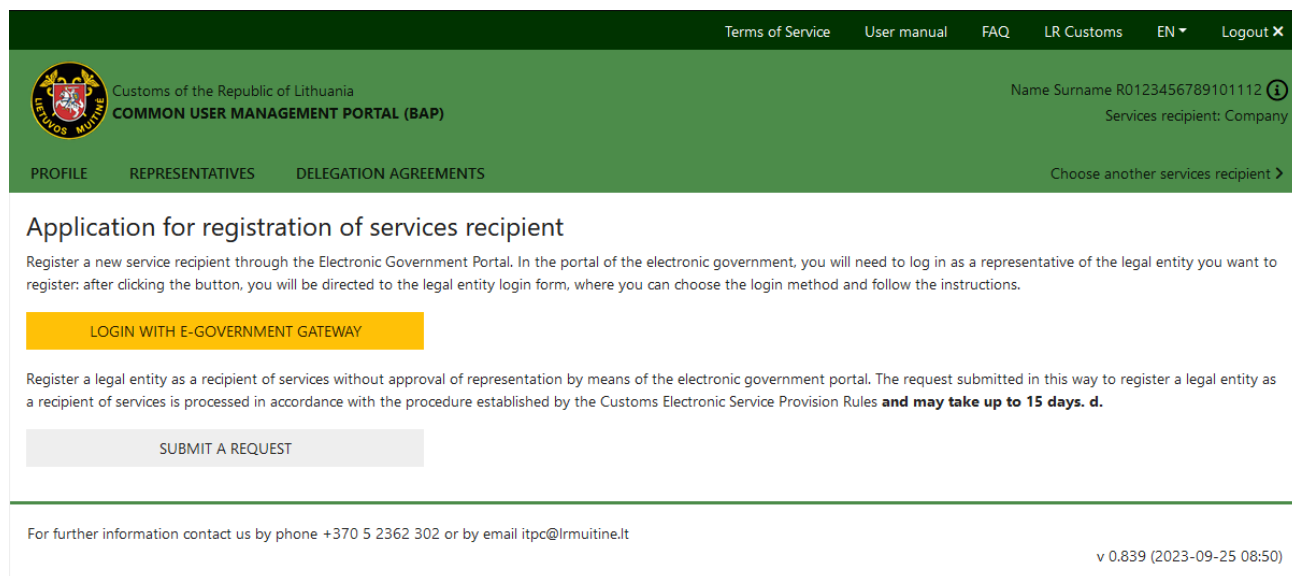 Terms of Service User manual FAQ LR Customs EN Logout ×
LIETUVOS MUITINĖ
Customs of the Republic of Lithuania
COMMON USER MANAGEMENT PORTAL (BAP)
Name Surname R0123456789101112
Services recipient: Company
PROFILE REPRESENTATIVES DELEGATION AGREEMENTS Choose another services recipient >
Application for registration of services recipient
Register a new service recipient through the Electronic Government Portal. In the portal of the electronic government, you will need to log in as a representative of the legal entity you want to
register: after clicking the button, you will be directed to the legal entity login form, where you can choose the login method and follow the instructions.
LOGIN WITH E-GOVERNMENT GATEWAY
Register a legal entity as a recipient of services without approval of representation by means of the electronic government portal. The request submitted in this way to register a legal entity as
a recipient of services is processed in accordance with the procedure established by the Customs Electronic Service Provision Rules and may take up to 15 days. d.
SUBMIT A REQUEST
For further information contact us by phone +370 5 2362 302 or by email itpc@lrmuitine.lt
v 0.839 (2023-09-25 08:50)